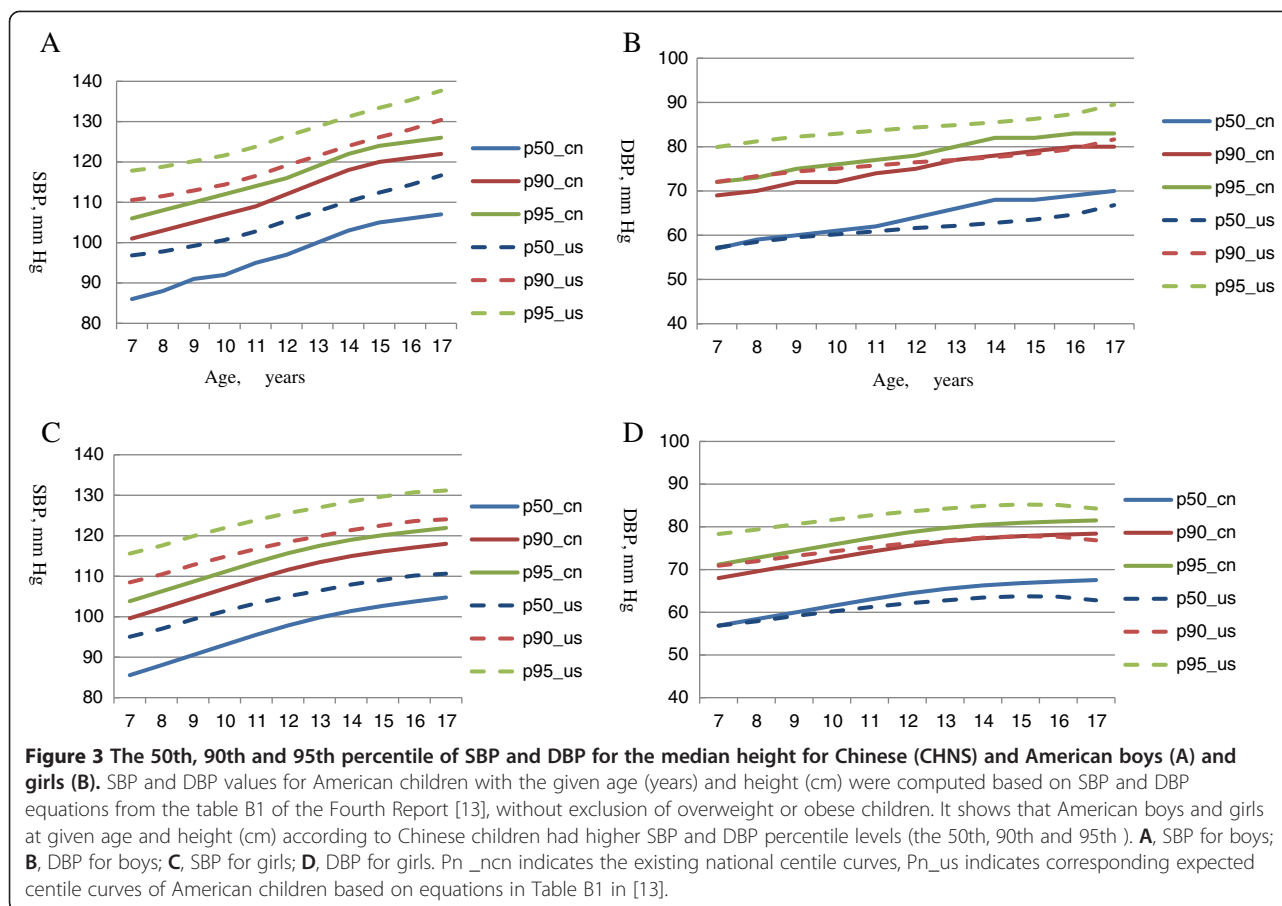 A
SBP, mm Hg
140
130
120
110
100
90
80
7 8 9 10 11 12 13 14 15 16 17
Age, years
p50_cn
p90_cn
p95_cn
p50_us
p90_us
p95_us
B
DBP, mm Hg
100
90
80
70
60
50
40
7 8 9 10 11 12 13 14 15 16 17
Age, years
p50_cn
p90_cn
p95_cn
p50_us
p90_us
p95_us
C
SBP, mm Hg
140
130
120
110
100
90
80
7 8 9 10 11 12 13 14 15 16 17
p50_cn
p90_cn
p95_cn
p50_us
p90_us
p95_us
D
DBP, mm Hg
100
90
80
70
60
50
40
7 8 9 10 11 12 13 14 15 16 17
p50_cn
p90_cn
p95_cn
p50_us
p90_us
p95_us
Figure 3 The 50th, 90th and 95th percentile of SBP and DBP for the median height for Chinese (CHNS) and American boys (A) and
girls (B). SBP and DBP values for American children with the given age (years) and height (cm) were computed based on SBP and DBP
equations from the table B1 of the Fourth Report [13], without exclusion of overweight or obese children. It shows that American boys and girls
at given age and height (cm) according to Chinese children had higher SBP and DBP percentile levels (the 50th, 90th and 95th ). A, SBP for boys;
B, DBP for boys; C, SBP for girls; D, DBP for girls. Pn _ncn indicates the existing national centile curves, Pn_us indicates corresponding expected
centile curves of American children based on equations in Table B1 in [13].